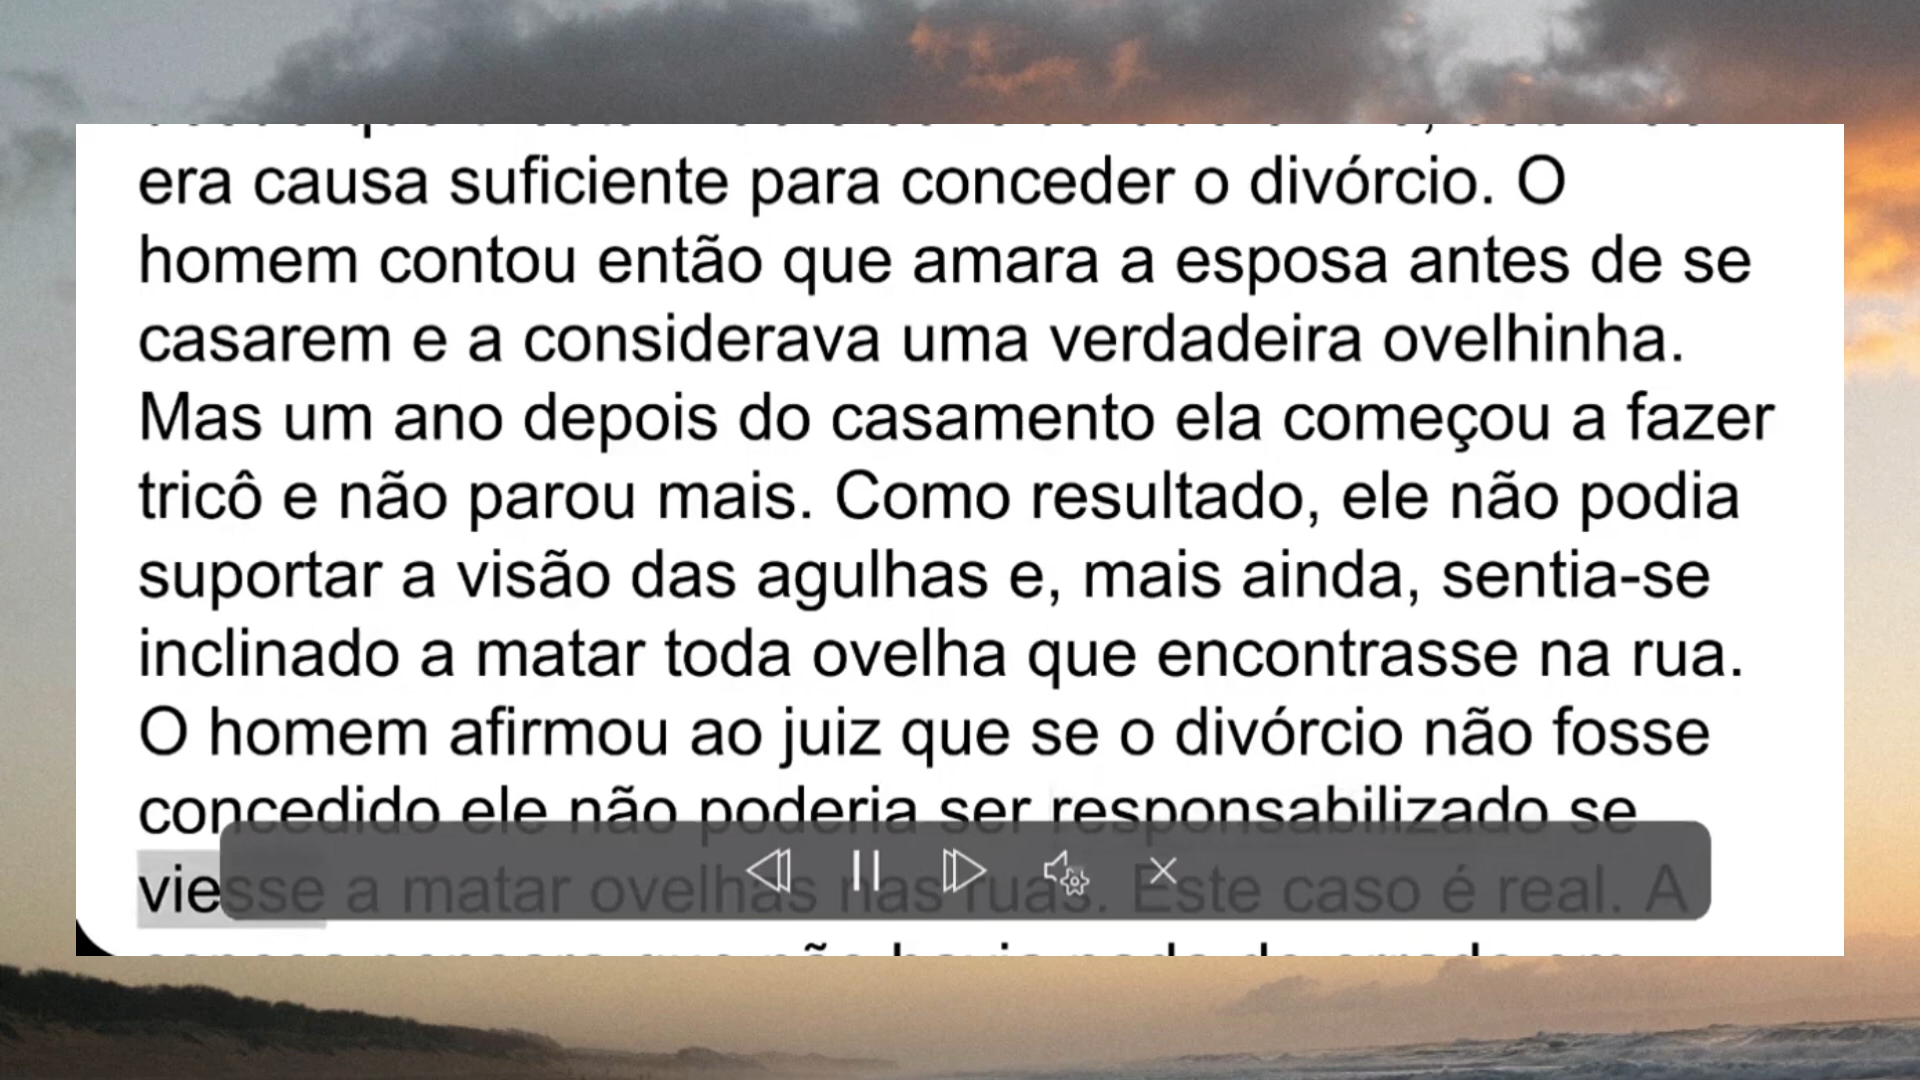 era causa suficiente para conceder o divórcio. O
homem contou então que amara a esposa antes de se
casarem e a considerava uma verdadeira ovelhinha.
Mas um ano depois do casamento ela começou a fazer
tricô e não parou mais. Como resultado, ele não podia
suportar a visão das agulhas e, mais ainda, sentia-se
inclinado a matar toda ovelha que encontrasse na rua.
O homem afirmou ao juiz que se o divórcio não fosse
concedido ele não poderia ser responsabilizado se
viesse a matar ovelhas nas ruas. Este caso é real. A